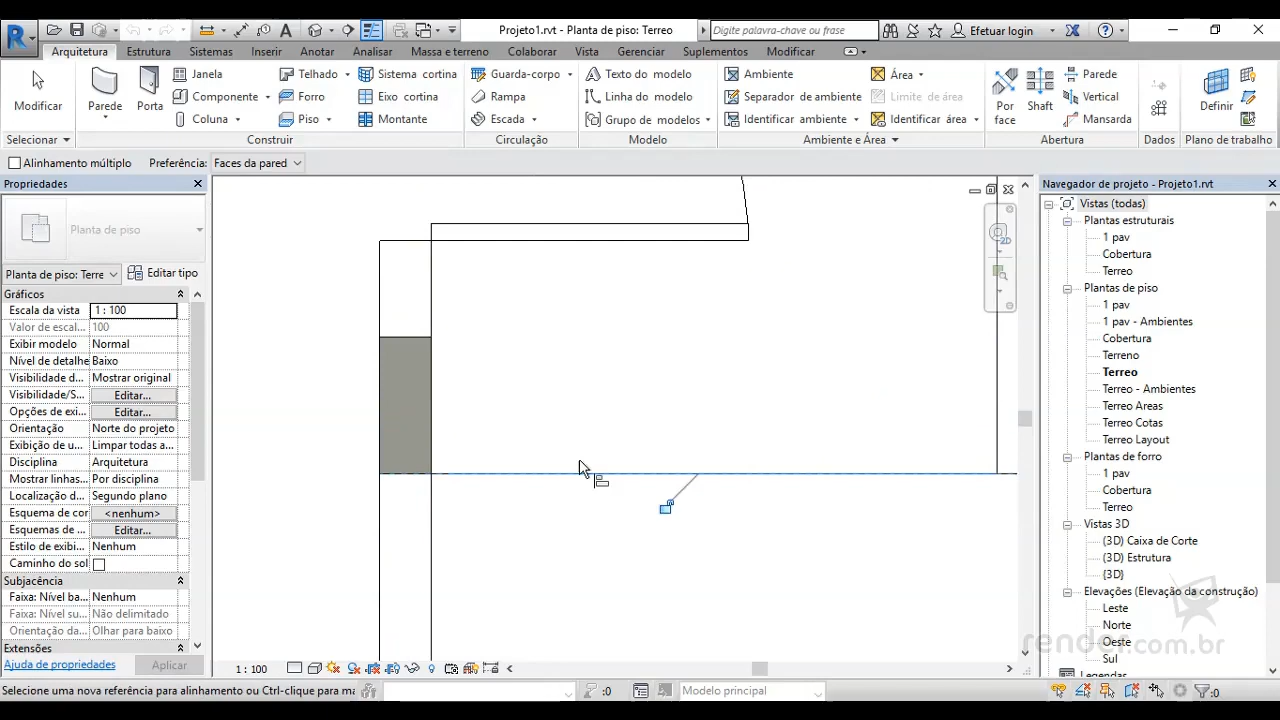 Projeto1.rvt - Planta de piso: Terreo
Digite palavra-chave ou frase
Efetuar login
Arquitetura Estrutura Sistemas Inserir Anotar Analisar Massa e terreno Colaborar Vista Gerenciar Suplementos Modificar
Modificar
Parede
Porta
Janela
Componente
Coluna
Telhado
Forro
Piso
Sistema cortina
Eixo cortina
Montante
Guarda-corpo
Rampa
Escada
Texto do modelo
Linha do modelo
Grupo de modelos
Ambiente
Separador de ambiente
Identificar ambiente
Área
Limite de área
Identificar área
Por
face
Shaft
Parede
Vertical
Mansarda
Definir
Selecionar
Construir
Circulação
Modelo
Ambiente e Área
Abertura
Dados
Plano de trabalho
Alinhamento múltiplo Preferência: Faces da pared
Propriedades
Planta de piso
Planta de piso: Terre Editar tipo
Gráficos
Escala da vista 1 : 100
Valor de escal... 100
Exibir modelo Normal
Nível de detalhe Baixo
Visibilidade d... Mostrar original
Visibilidade/S... Editar...
Opções de exi... Editar...
Orientação Norte do projeto
Exibição de u... Limpar todas a...
Disciplina Arquitetura
Mostrar linhas... Por disciplina
Localização d... Segundo plano
Esquema de cor <nenhum>
Esquemas de ... Editar...
Estilo de exibi... Nenhum
Caminho do sol
Subjacência
Faixa: Nível ba... Nenhum
Faixa: Nível su... Não delimitado
Orientação da... Olhar para baixo
Extensões
Ajuda de propriedades Aplicar
2D
1 : 100
Navegador de projeto - Projeto1.rvt
Vistas (todas)
Plantas estruturais
1 pav
Cobertura
Terreo
Plantas de piso
1 pav
1 pav - Ambientes
Cobertura
Terreno
Terreo
Terreo - Ambientes
Terreo Areas
Terreo Cotas
Terreo Layout
Plantas de forro
1 pav
Cobertura
Terreo
Vistas 3D
(3D) Caixa de Corte
(3D) Estrutura
{3D}
Elevações (Elevação da construção)
Leste
Norte
Oeste
Sul
Legendas
render.com.br
Selecione uma nova referência para alinhamento ou Ctrl-clique para m
:0
Modelo principal
:0